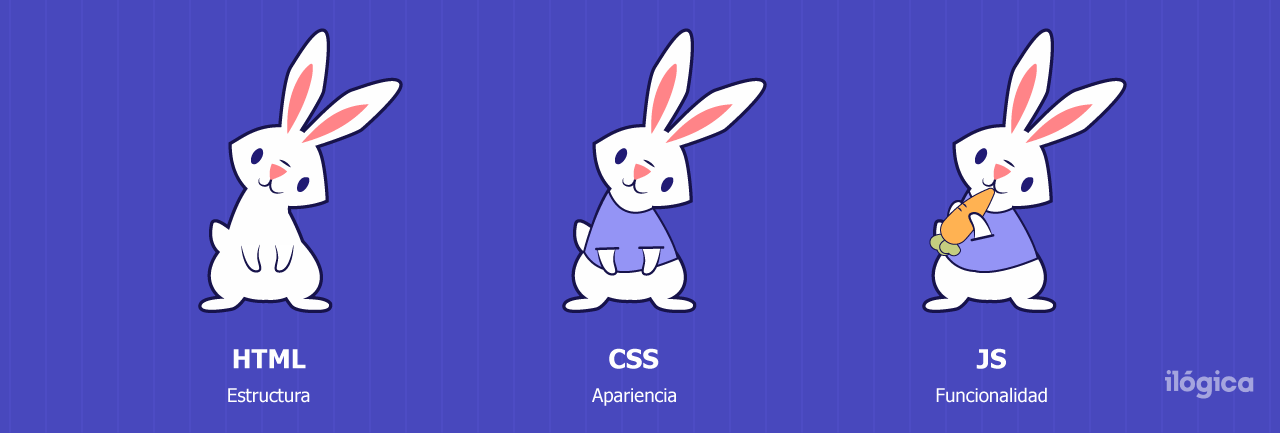 HTML
Estructura
CSS
Apariencia
JS
Funcionalidad
ilógica